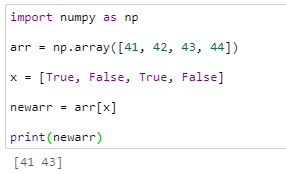 import numpy as np
arr = np.array([41, 42, 43, 44])
x = [True, False, True, False]
newarr = arr[x]
print(newarr)
[41 43]